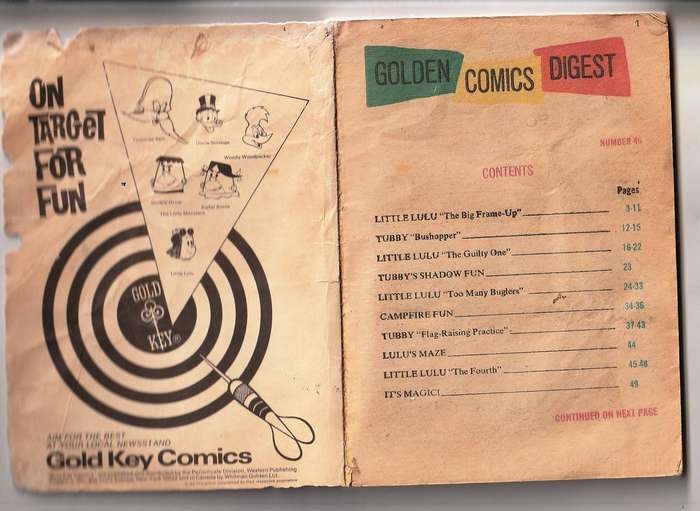 ON
TARGET
FOR
FUN
Yosemite Sam
Uncle Scrooge
Woody Woodpecker
The Little Monsters
Little Lulu
GOLD
KEY®
AIM FOR THE BEST
AT YOUR LOCAL NEWSSTAND
Gold Key Comics
1
GOLDEN COMICS DIGEST
NUMBER 46
CONTENTS
Pages
LITTLE LULU "The Big Frame-Up" 3-11
TUBBY "Bushopper" 12-15
LITTLE LULU "The Guilty One" 16-22
TUBBY'S SHADOW FUN 23
LITTLE LULU "Too Many Buglers" 24-33
CAMPFIRE FUN 34-36
TUBBY "Flag-Raising Practice" 37-43
LULU'S MAZE 44
LITTLE LULU "The Fourth" 45-48
IT'S MAGIC! 49
CONTINUED ON NEXT PAGE